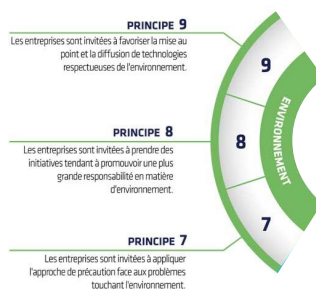 PRINCIPE 9
Les entreprises sont invitées à favoriser la mise au
point et la diffusion de technologies
respectueuses de l'environnement.
PRINCIPE 8
Les entreprises sont invitées à prendre des
initiatives tendant à promouvoir une plus
grande responsabilité en matière
d'environnement.
PRINCIPE 7
Les entreprises sont invitées à appliquer
l'approche de précaution face aux problèmes
touchant l'environement.
9
8
7
ENVIRONNEMENT